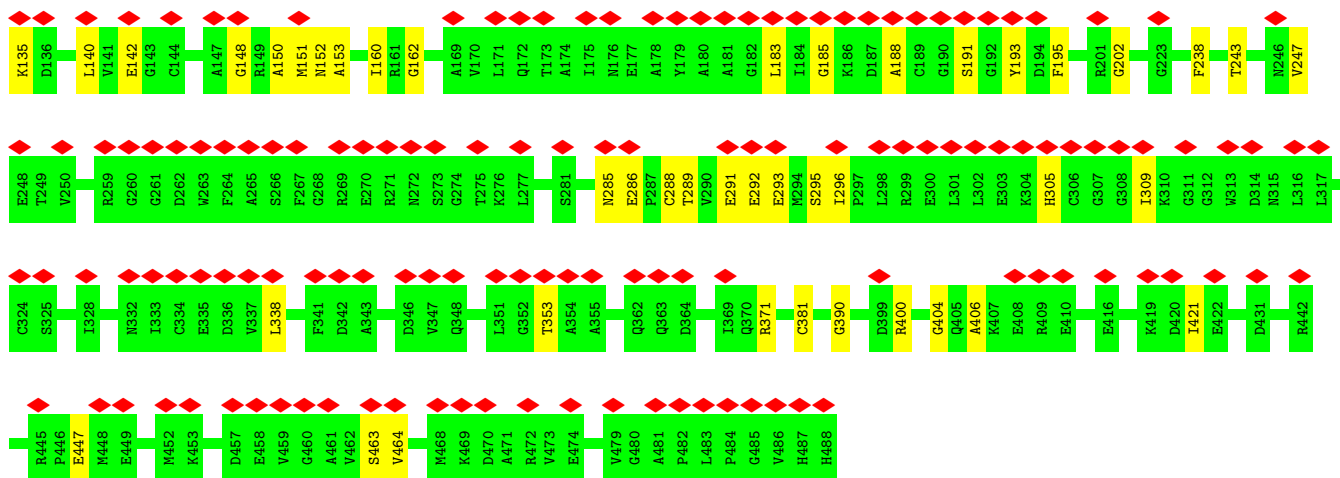 K135 D136 L140 V141 E142 G143 C144 A147 G148 R149 A150 M151 N152 A153 I160 R161 G162 A169 V170 L171 Q172 T173 A174 I175 N176 E177 A178 Y179 A180 A181 G182 L183 I184 G185 K186 D187 A188 C189 G190 S191 G192 Y193 D194 F195 R201 G202 G223 F238 T243 N246 V247
E248 T249 V250 R259 G260 G261 D262 W263 F264 A265 S266 F267 G268 R269 E270 R271 N272 S273 G274 T275 K276 L277 S281 N285 E286 P287 C288 T289 V290 E291 E292 E293 M294 S295 I296 P297 L298 R299 E300 L301 L302 E303 K304 H305 C306 G307 G308 I309 K310 G311 G312 W313 D314 N315 L316 L317
C324 S325 I328 N332 I333 C334 E335 D336 V337 L338 F341 D342 A343 D346 V347 Q348 L351 G352 T353 A354 A355 Q362 Q363 D364 I369 Q370 R371 C381 G390 D399 R400 G404 Q405 A406 K407 E408 R409 E410 E416 K419 D420 I421 E422 D431 R442
R445 P446 E447 M448 E449 M452 K453 D457 E458 V459 G460 A461 V462 S463 V464 M468 K469 D470 A471 R472 V473 E474 V479 G480 A481 P482 L483 P484 G485 V486 H487 H488